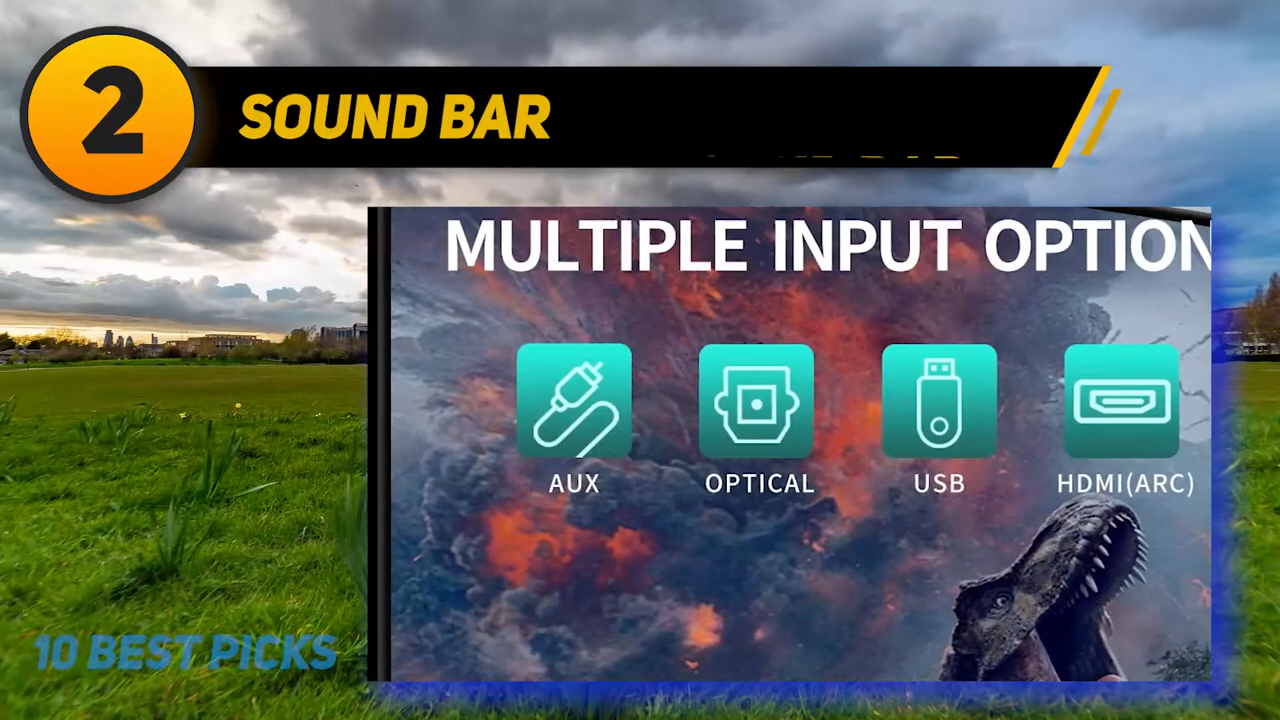 2
SOUND BAR
MULTIPLE INPUT OPTION
AUX
OPTICAL
USB
HDMI(ARC)
10 BEST PICKS